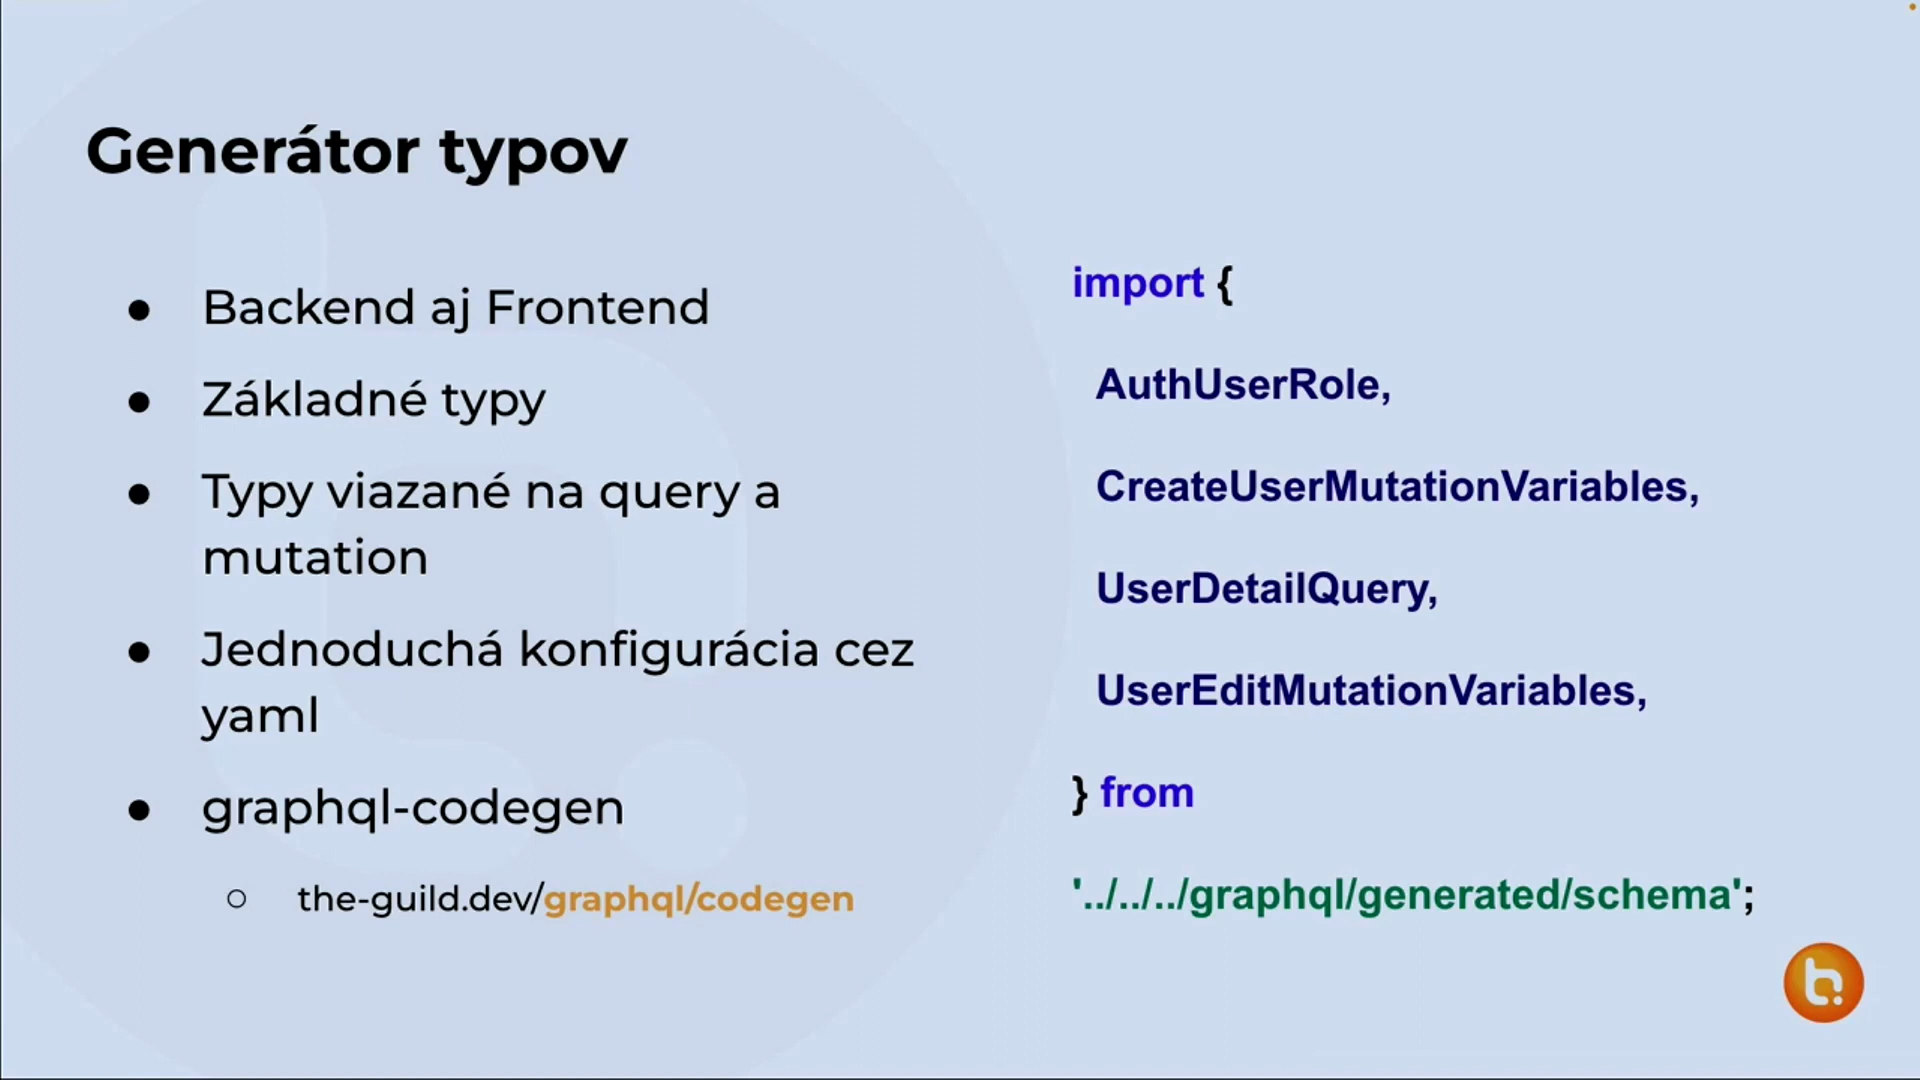 Generátor typov
● Backend aj Frontend
● Základné typy
● Typy viazané na query a
mutation
● Jednoduchá konfigurácia cez
yaml
● graphql-codegen
○ the-guild.dev/graphql/codegen
import {
AuthUserRole,
CreateUserMutationVariables,
UserDetailQuery,
UserEditMutationVariables,
} from
'../../../graphql/generated/schema';